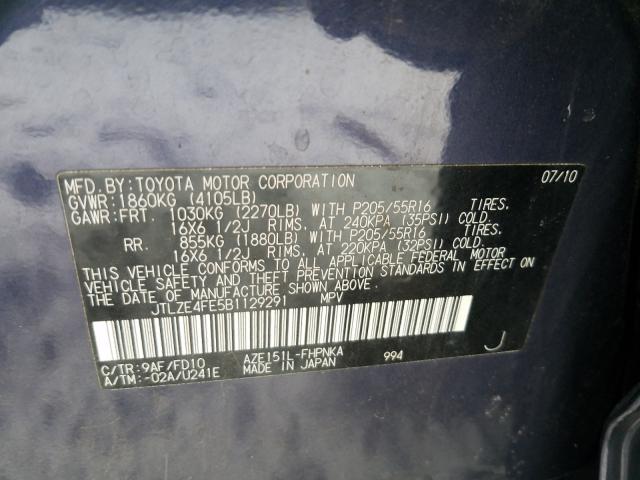 MFD.BY:TOYOTA MOTOR CORPORATION 07/10
GVWR:1860KG (4105LB)
GAWR:FRT. 1030KG (2270LB) WITH P205/55R16 TIRES,
16X6 1/2J RIMS, AT 240KPA (35PSI) COLD.
RR. 855KG (1880LB) WITH P205/55R16 TIRES,
16X6 1/2J RIMS, AT 220KPA (32PSI) COLD.
THIS VEHICLE CONFORMS TO ALL APPLICABLE FEDERAL MOTOR
VEHICLE SAFETY AND THEFT PREVENTION STANDARDS IN EFFECT ON
THE DATE OF MANUFACTURE SHOWN ABOVE.
JTLZE4FE5B1129291 MPV
C/TR:9AF/FD10 AZE151L-FHPNKA 994 J
A/TM:-02A/U241E MADE IN JAPAN